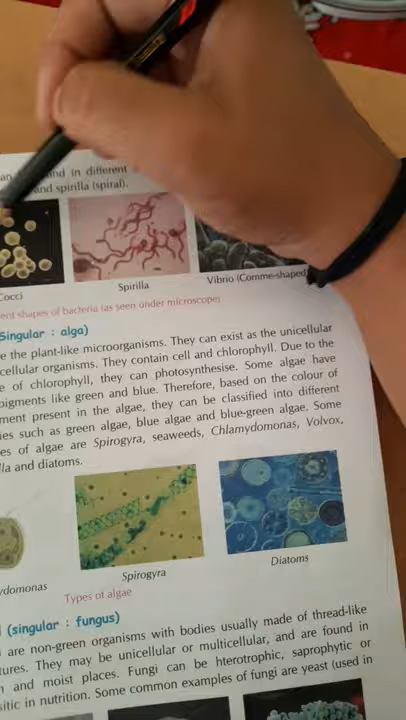 and in different
and spirilla (spiral).
Cocci
Spirilla
Vibrio (Comme-shaped)
ent shapes of bacteria (as seen under microscope)
Singular : alga)
e the plant-like microorganisms. They can exist as the unicellular
cellular organisms. They contain cell and chlorophyll. Due to the
e of chlorophyll, they can photosynthesise. Some algae have
pigments like green and blue. Therefore, based on the colour of
ment present in the algae, they can be classified into different
ies such as green algae, blue algae and blue-green algae. Some
es of algae are Spirogyra, seaweeds, Chlamydomonas, Volvox,
lla and diatoms.
ydomonas
Spirogyra
Diatoms
Types of algae
(singular : fungus)
are non-green organisms with bodies usually made of thread-like
tures. They may be unicellular or multicellular, and are found in
and moist places. Fungi can be hterotrophic, saprophytic or
sitic in nutrition. Some common examples of fungi are yeast (used in